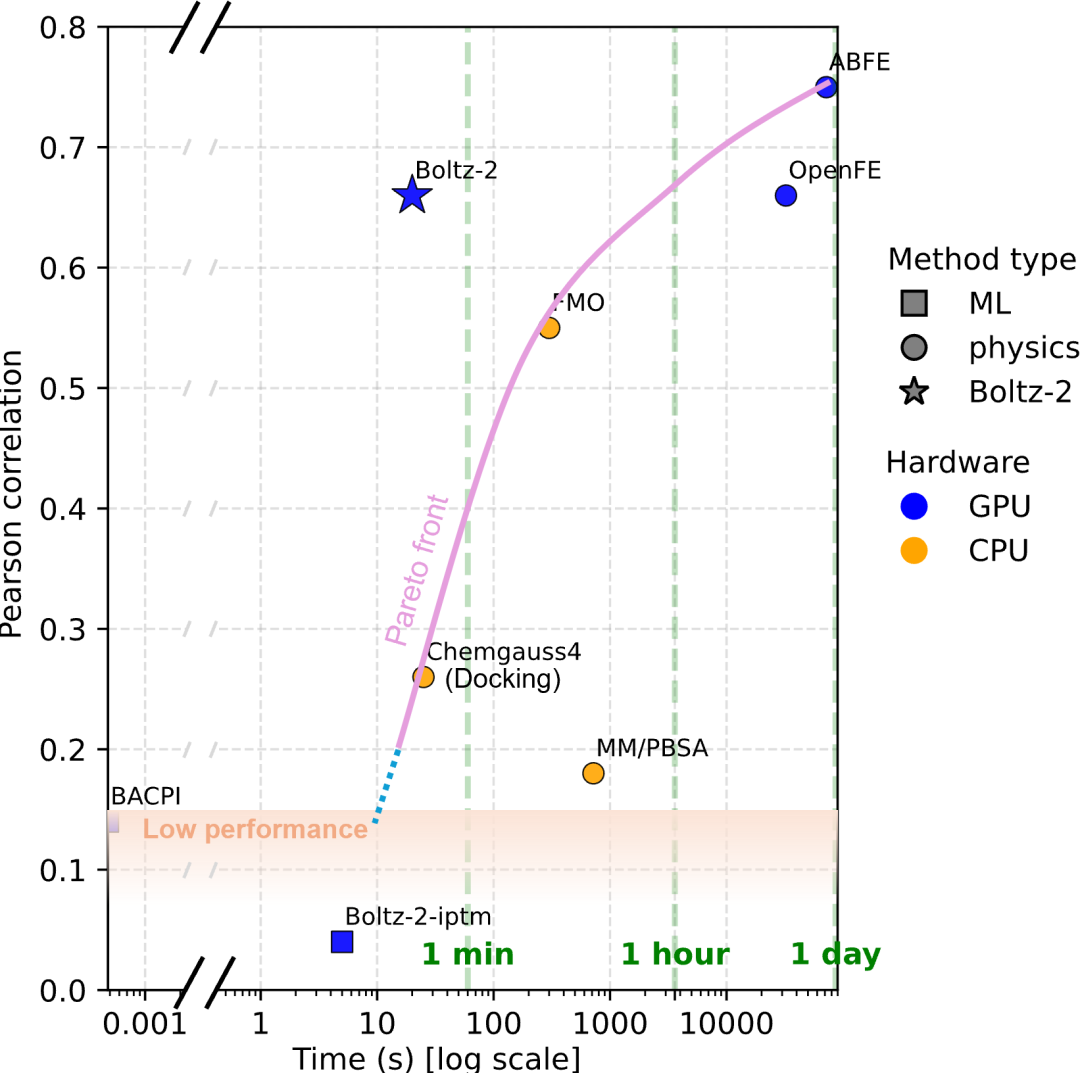 0.8
0.7
0.6
0.5
0.4
0.3
0.2
0.1
0.0
Pearson correlation
ABFE
Boltz-2
OpenFE
FMO
Pareto front
Chemgauss4
(Docking)
MM/PBSA
BACPI
Low performance
Boltz-2-iptm
1 min
1 hour
1 day
0.001
1
10
100
1000
10000
Time (s) [log scale]
Method type
ML
physics
Boltz-2
Hardware
GPU
CPU